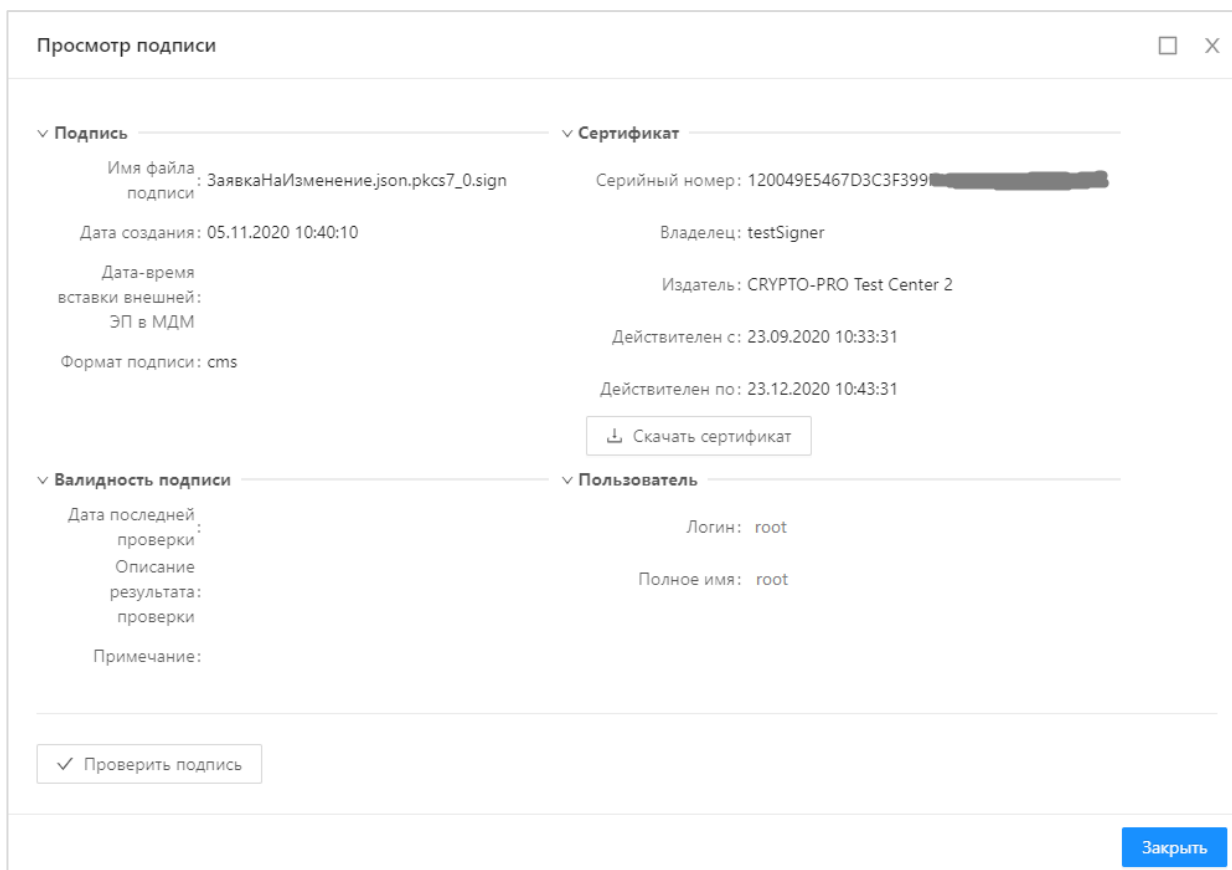 Просмотр подписи
Подпись
Имя файла подписи: ЗаявкаНаИзменение.json.pkcs7_0.sign
Дата создания: 05.11.2020 10:40:10
Дата-время вставки внешней ЭП в МДМ:
Формат подписи: cms
Сертификат
Серийный номер: 120049E5467D3C3F399
Владелец: testSigner
Издатель: CRYPTO-PRO Test Center 2
Действителен с: 23.09.2020 10:33:31
Действителен по: 23.12.2020 10:43:31
Скачать сертификат
Валидность подписи
Дата последней проверки:
Описание результата проверки:
Примечание:
Пользователь
Логин: root
Полное имя: root
Проверить подпись
Закрыть